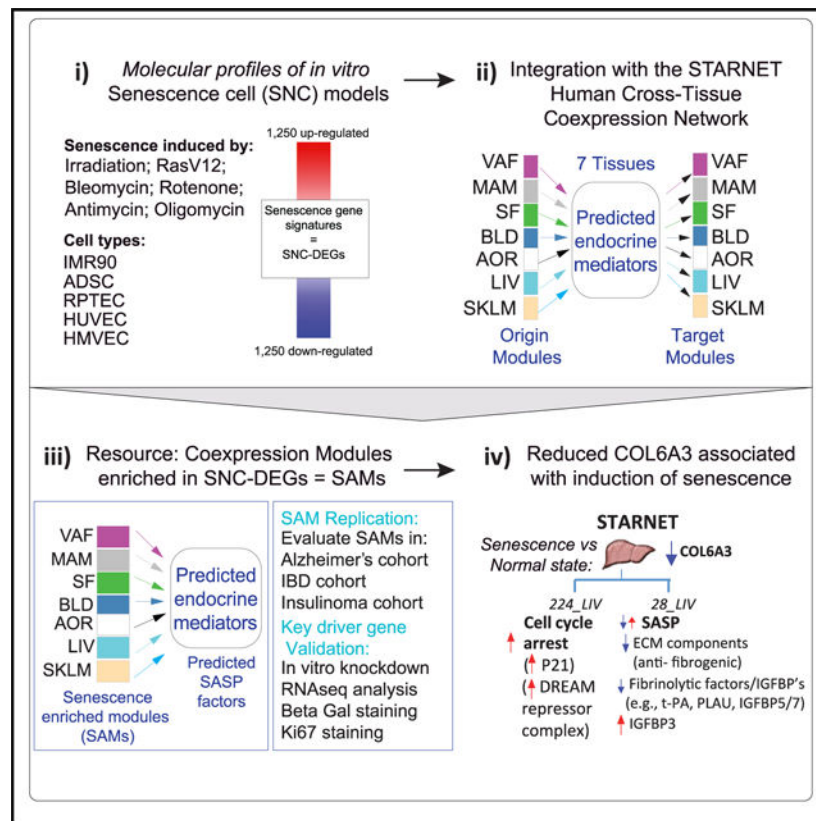 i) Molecular profiles of in vitro
Senescence cell (SNC) models
Senescence induced by:
Irradiation; RasV12;
Bleomycin; Rotenone;
Antimycin; Oligomycin
Cell types:
IMR90
ADSC
RPTEC
HUVEC
HMVEC
1,250 up-regulated
Senescence gene
signatures
=
SNC-DEGs
1,250 down-regulated
ii) Integration with the STARNET
Human Cross-Tissue
Coexpression Network
7 Tissues
VAF
MAM
SF
BLD
AOR
LIV
SKLM
Predicted
endocrine
mediators
VAF
MAM
SF
BLD
AOR
LIV
SKLM
Origin
Modules
Target
Modules
iii) Resource: Coexpression Modules
enriched in SNC-DEGs = SAMs
VAF
MAM
SF
BLD
AOR
LIV
SKLM
Predicted
endocrine
mediators
Predicted
SASP
factors
Senescence
enriched modules
(SAMs)
SAM Replication:
Evaluate SAMs in:
Alzheimer's cohort
IBD cohort
Insulinoma cohort
Key driver gene
Validation:
In vitro knockdown
RNAseq analysis
Beta Gal staining
Ki67 staining
iv) Reduced COL6A3 associated
with induction of senescence
STARNET
Senescence vs
Normal state:
COL6A3
224_LIV
Cell cycle
arrest
(P21)
(DREAM
repressor
complex)
28_LIV
SASP
ECM components
(anti- fibrogenic)
Fibrinolytic factors/IGFBP's
(e.g., t-PA, PLAU, IGFBP5/7)
IGFBP3